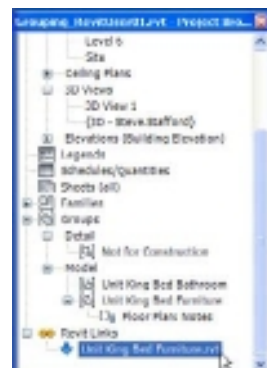 Grouping_RevitUser01.rvt - Project Bro...
Level 6
Site
Ceiling Plans
3D Views
3D View 1
{3D - Steve.Stafford}
Elevations (Building Elevation)
Legends
Schedules/Quantities
Sheets (all)
Families
Groups
Detail
Not for Construction
Model
Unit King Bed Bathroom
Unit King Bed Furniture
Floor Plans Notes
Revit Links
Unit King Bed Furniture.rvt